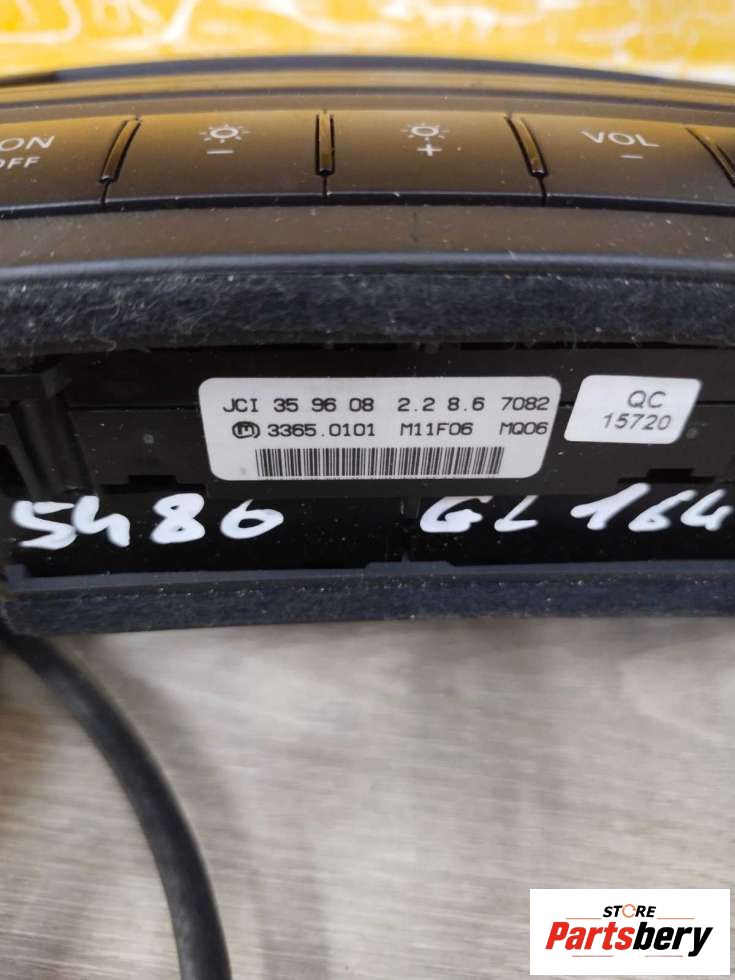 ON
OFF
−
+
VOL
−
JCI 35 96 08 2.2 8.6 7082
M 3365.0101 M11F06 MQ06
QC
15720
5486 GL 164
STORE
Partsbery